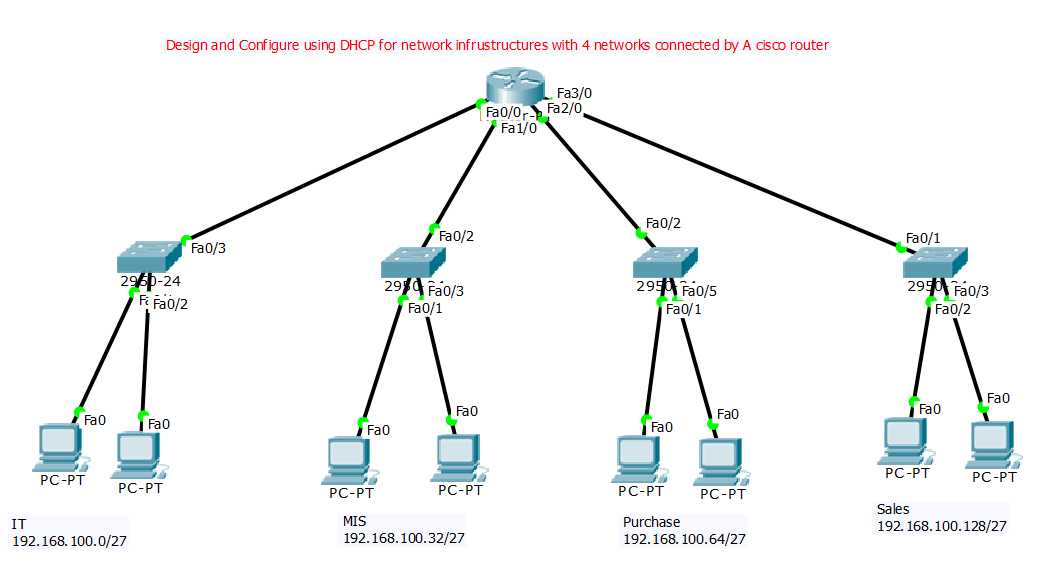 Design and Configure using DHCP for network infrustructures with 4 networks connected by A cisco router
Fa3/0
Fa0/0
Fa2/0
Fa1/0
Fa0/3
Fa0/2
Fa0/2
Fa0/1
2950-24
Fa0/2
Fa0/3
Fa0/1
Fa0/5
Fa0/1
Fa0/3
Fa0/2
Fa0
Fa0
Fa0
Fa0
Fa0
Fa0
Fa0
Fa0
PC-PT
PC-PT
PC-PT
PC-PT
PC-PT
PC-PT
PC-PT
PC-PT
IT
192.168.100.0/27
MIS
192.168.100.32/27
Purchase
192.168.100.64/27
Sales
192.168.100.128/27